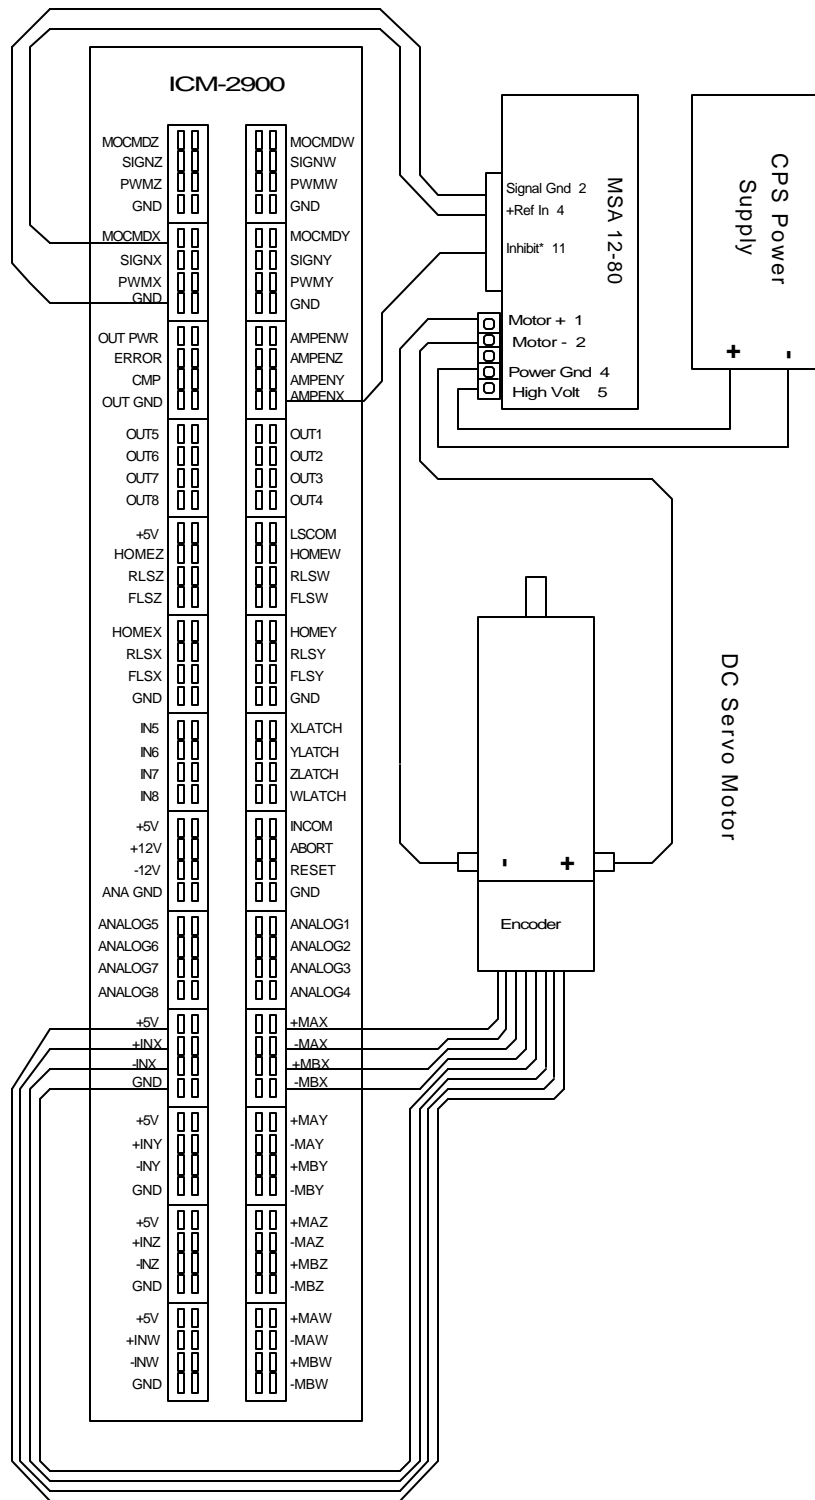 ICM-2900
MOCMDZ MOCMDW
SIGNZ SIGNW
PWMZ PWMW
GND GND
MOCMDX MOCMDY
SIGNX SIGNY
PWMX PWMY
GND GND
OUT PWR AMPENW
ERROR AMPENZ
CMP AMPENY
OUT GND AMPENX
OUT5 OUT1
OUT6 OUT2
OUT7 OUT3
OUT8 OUT4
+5V LSCOM
HOMEZ HOMEW
RLSZ RLSW
FLSZ FLSW
HOMEX HOMEY
RLSX RLSY
FLSX FLSY
GND GND
IN5 XLATCH
IN6 YLATCH
IN7 ZLATCH
IN8 WLATCH
+5V INCOM
+12V ABORT
-12V RESET
ANA GND GND
ANALOG5 ANALOG1
ANALOG6 ANALOG2
ANALOG7 ANALOG3
ANALOG8 ANALOG4
+5V +MAX
+INX -MAX
-INX +MBX
GND -MBX
+5V +MAY
+INY -MAY
-INY +MBY
GND -MBY
+5V +MAZ
+INZ -MAZ
-INZ +MBZ
GND -MBZ
+5V +MAW
+INW -MAW
-INW +MBW
GND -MBW
MSA 12-80
Signal Gnd 2
+Ref In 4
Inhibit* 11
Motor + 1
Motor - 2
Power Gnd 4
High Volt 5
CPS Power
Supply
+ -
DC Servo Motor
- +
Encoder